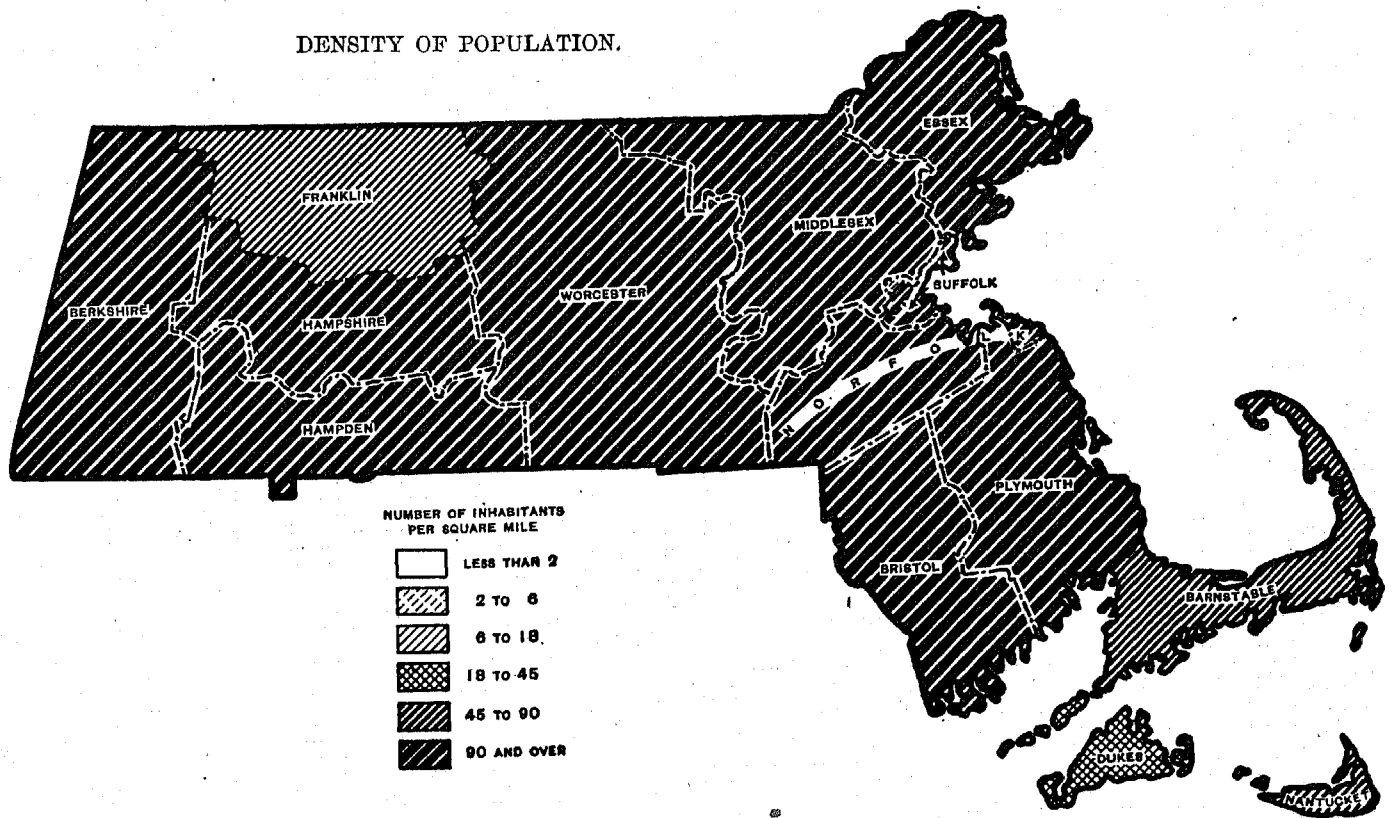 DENSITY OF POPULATION.
ESSEX
FRANKLIN
MIDDLESEX
SUFFOLK
WORCESTER
BERKSHIRE
HAMPSHIRE
NORFOLK
HAMPDEN
PLYMOUTH
BRISTOL
BARNSTABLE
DUKES
NANTUCKET
NUMBER OF INHABITANTS
PER SQUARE MILE
LESS THAN 2
2 TO 6
6 TO 18.
18 TO 45
45 TO 90
90 AND OVER